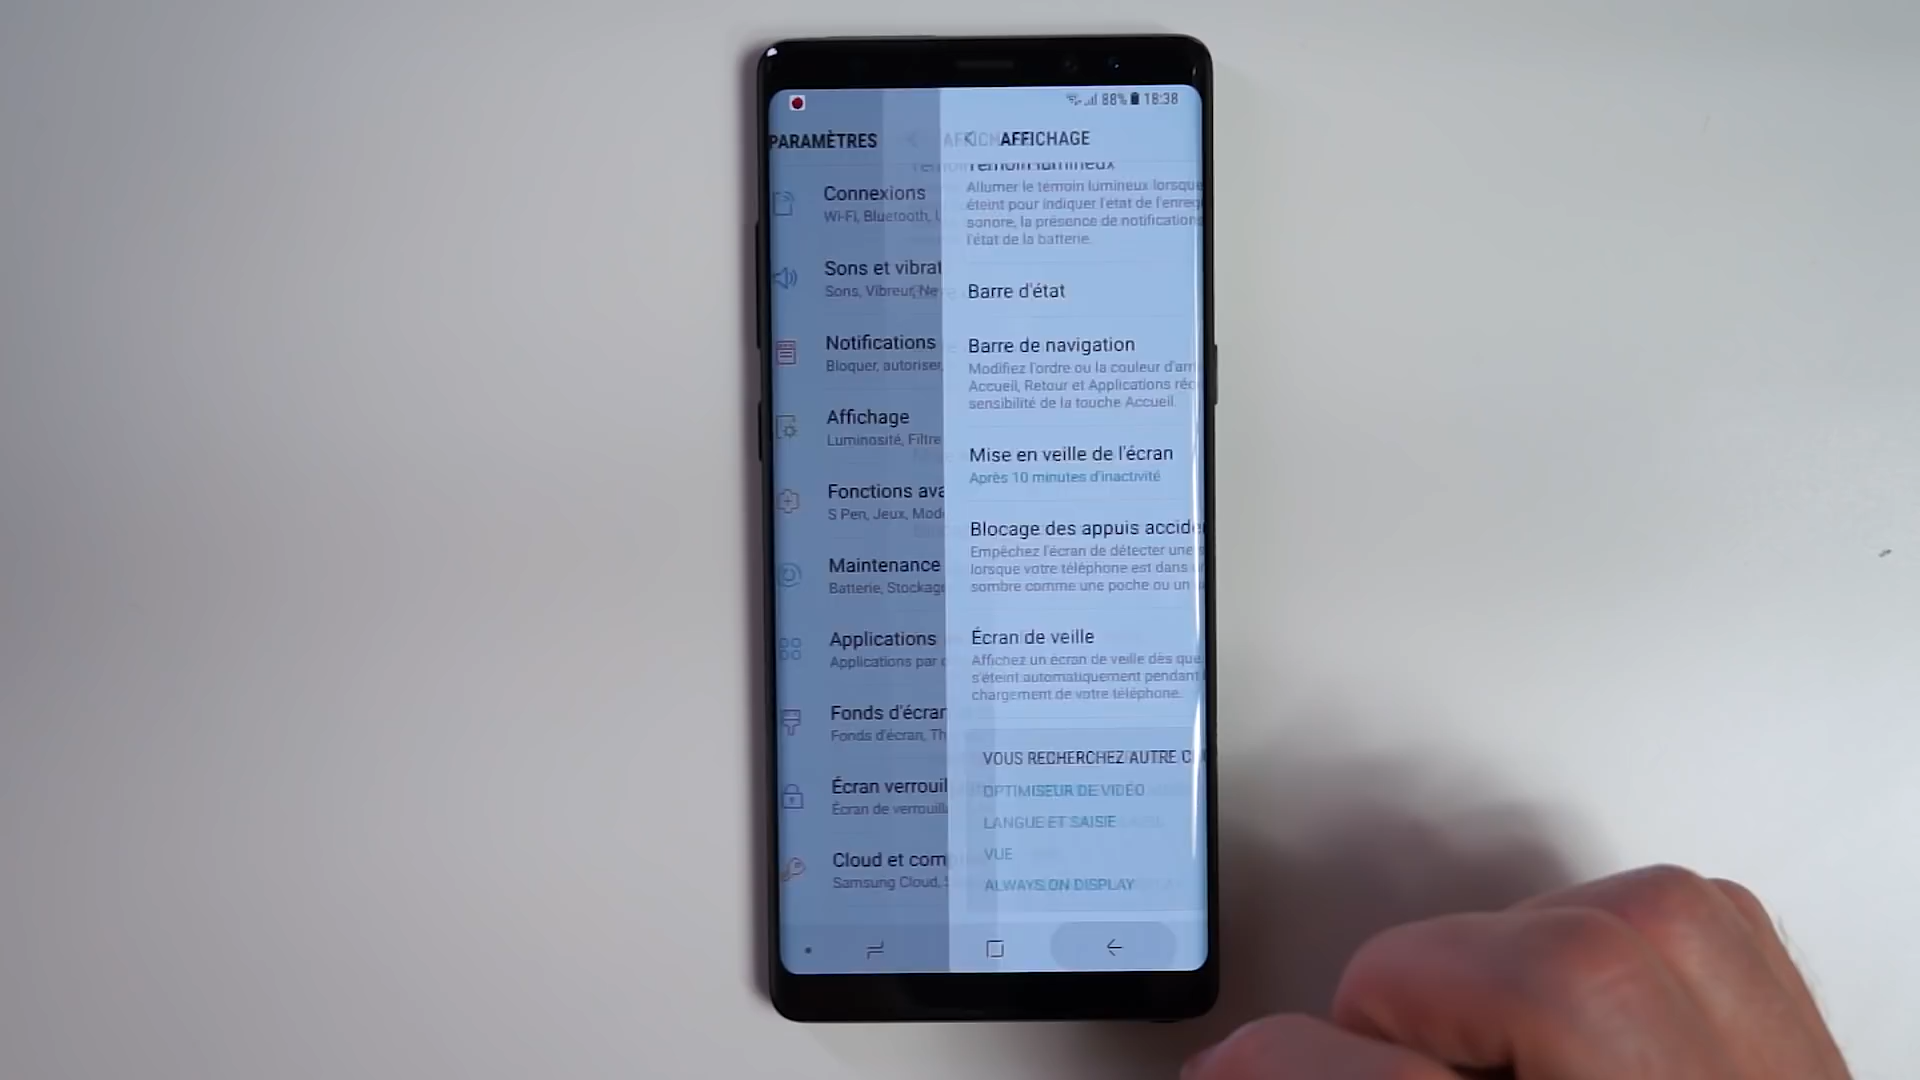 88% 18:38
PARAMÈTRES
Connexions
Wi-Fi, Bluetooth,
Sons et vibrat
Sons, Vibreur, Ne
Notifications
Bloquer, autoriser,
Affichage
Luminosité, Filtre
Fonctions ava
S Pen, Jeux, Mod
Maintenance
Batterie, Stockage
Applications
Applications par
Fonds d'écran
Fonds d'écran, Th
Écran verrouil
Écran de verrouill
Cloud et com
Samsung Cloud,
AFFICHAGE
Témoin lumineux
Allumer le témoin lumineux lorsque
éteint pour indiquer l'état de l'enreg
sonore, la présence de notifications
l'état de la batterie.
Barre d'état
Barre de navigation
Modifiez l'ordre ou la couleur d'arr
Accueil, Retour et Applications réc
sensibilité de la touche Accueil.
Mise en veille de l'écran
Après 10 minutes d'inactivité
Blocage des appuis accide
Empêchez l'écran de détecter une
lorsque votre téléphone est dans
sombre comme une poche ou un
Écran de veille
Affichez un écran de veille dès que
s'éteint automatiquement pendant
chargement de votre téléphone.
VOUS RECHERCHEZ AUTRE C
OPTIMISEUR DE VIDÉO
LANGUE ET SAISIE
VUE
ALWAYS ON DISPLAY